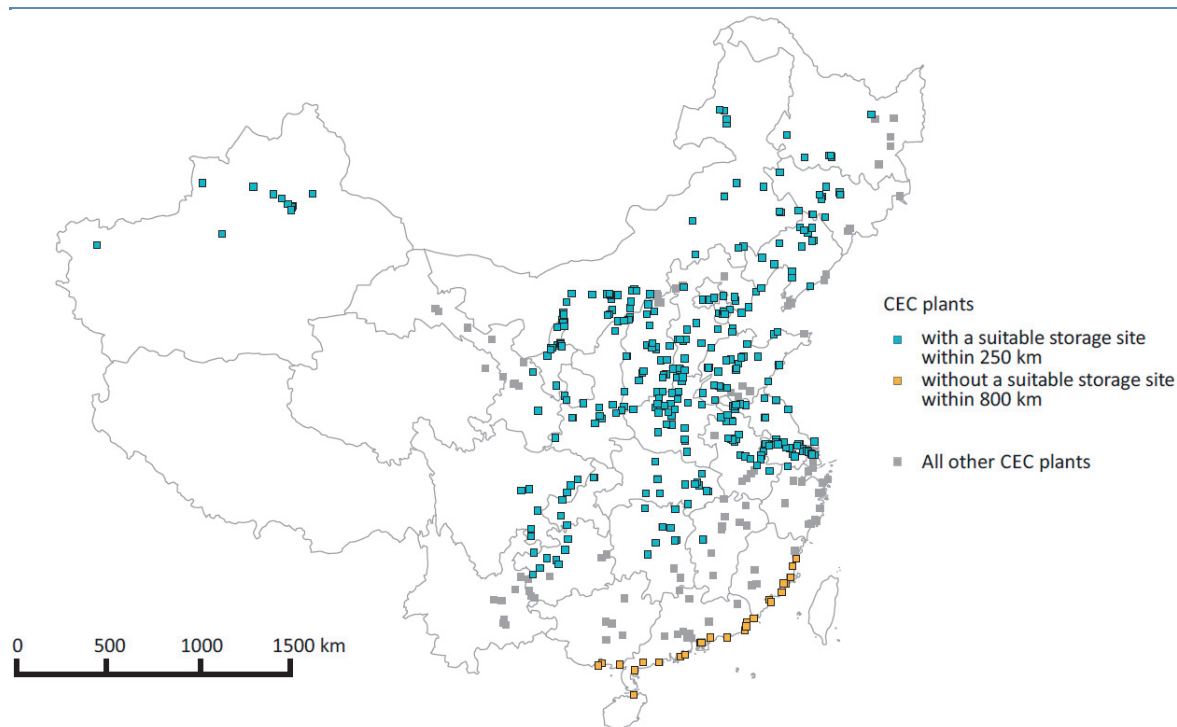 CEC plants
with a suitable storage site
within 250 km
without a suitable storage site
within 800 km
All other CEC plants
0 500 1000 1500 km